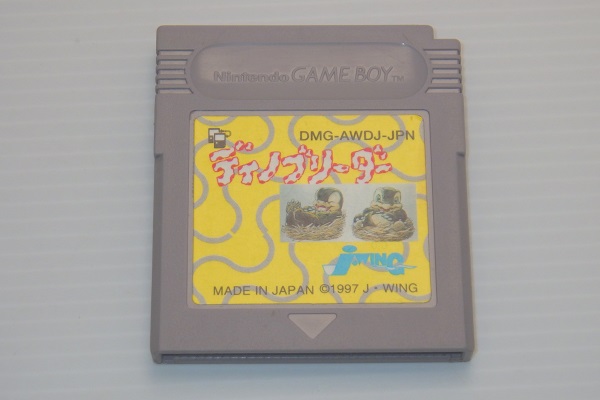 Nintendo GAME BOY™
DMG-AWDJ-JPN
ディノブリーダー
J・WING
MADE IN JAPAN ©1997 J・WING